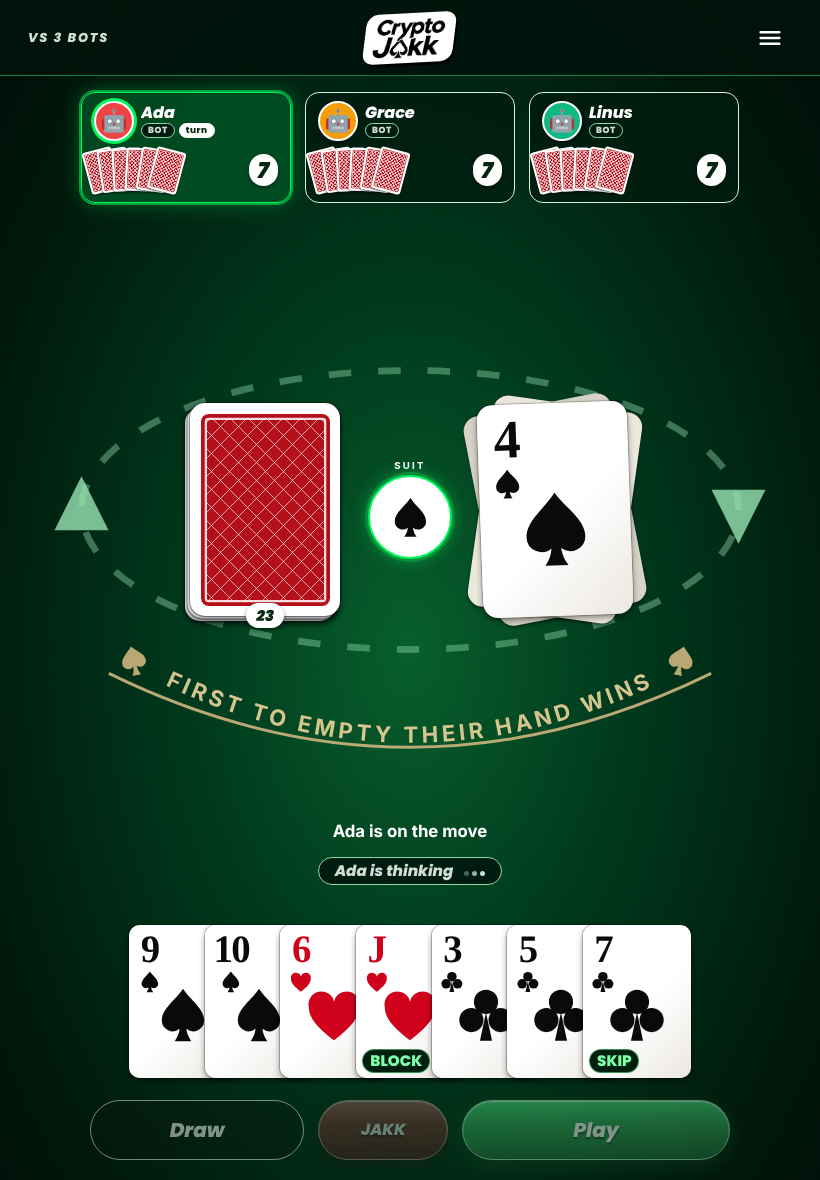 VS 3 BOTS
Crypto
Jakk
Ada
BOT turn
7
Grace
BOT
7
Linus
BOT
7
SUIT
4
23
FIRST TO EMPTY THEIR HAND WINS
Ada is on the move
Ada is thinking
9
10
6
J
3
5
7
BLOCK
SKIP
Draw
JAKK
Play